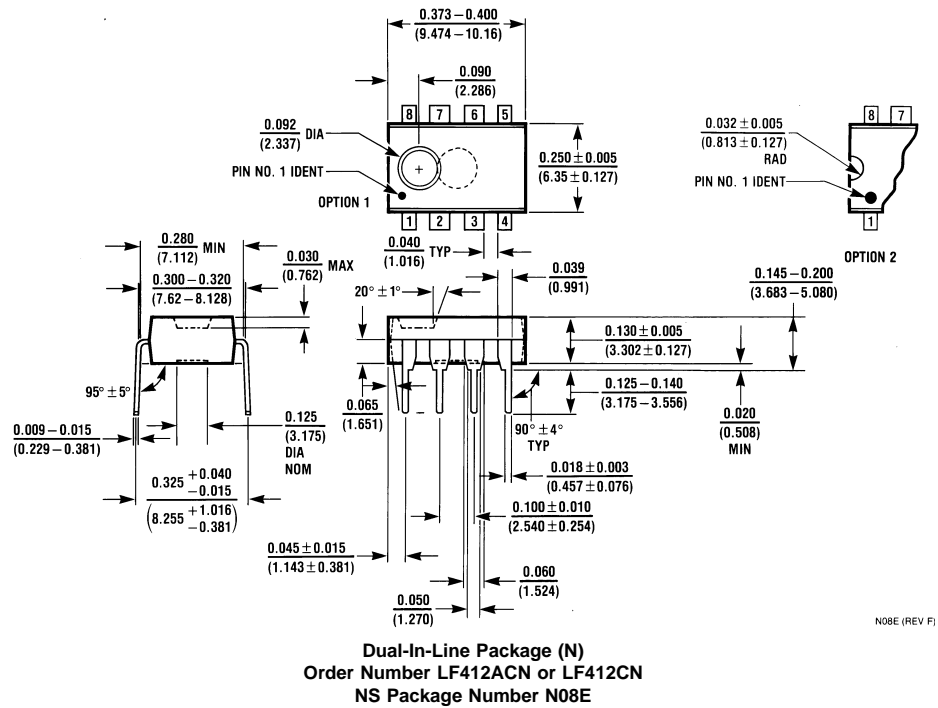 0.373 – 0.400
(9.474 – 10.16)
0.090
(2.286)
8 7 6 5
0.092 DIA
(2.337)
PIN NO. 1 IDENT
OPTION 1
0.250 ± 0.005
(6.35 ± 0.127)
1 2 3 4
8 7
0.032 ± 0.005
(0.813 ± 0.127)
RAD
PIN NO. 1 IDENT
1
OPTION 2
0.280 MIN
(7.112)
0.300 – 0.320
(7.62 – 8.128)
0.030 MAX
(0.762)
0.040 TYP
(1.016)
0.039
(0.991)
20° ± 1°
0.145 – 0.200
(3.683 – 5.080)
0.130 ± 0.005
(3.302 ± 0.127)
0.125 – 0.140
(3.175 – 3.556)
0.020
(0.508)
MIN
95° ± 5°
0.065
(1.651)
90° ± 4°
TYP
0.009 – 0.015
(0.229 – 0.381)
0.125
(3.175)
DIA
NOM
0.018 ± 0.003
(0.457 ± 0.076)
0.325 +0.040 −0.015
(8.255 +1.016 −0.381)
0.100 ± 0.010
(2.540 ± 0.254)
0.045 ± 0.015
(1.143 ± 0.381)
0.060
(1.524)
0.050
(1.270)
N08E (REV F)
Dual-In-Line Package (N)
Order Number LF412ACN or LF412CN
NS Package Number N08E